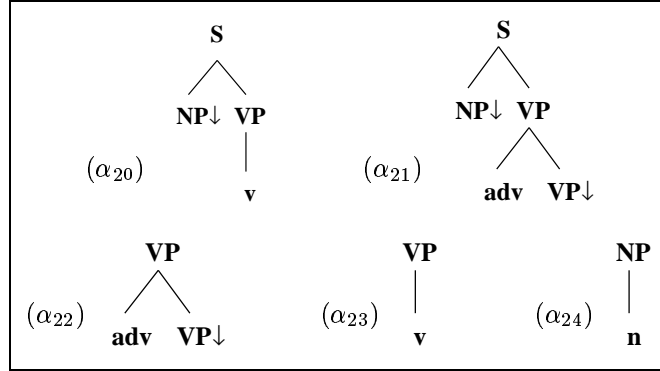 S
S
NP↓ VP
NP↓ VP
(α₂₀)
v
(α₂₁)
adv VP↓
VP
VP
NP
(α₂₂)
adv VP↓
(α₂₃)
v
(α₂₄)
n